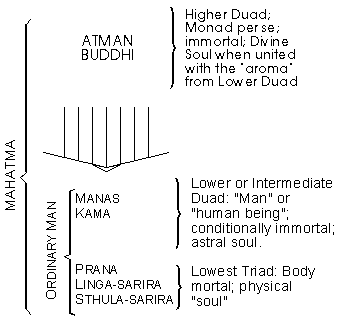 MAHATMA
ATMAN
BUDDHI
Higher Duad;
Monad per se;
immortal; Divine
Soul when united
with the "aroma"
from Lower Duad
ORDINARY MAN
MANAS
KAMA
Lower or Intermediate
Duad: "Man" or
"human being";
conditionally immortal;
astral soul.
PRANA
LINGA-SARIRA
STHULA-SARIRA
Lowest Triad: Body
mortal; physical
"soul"